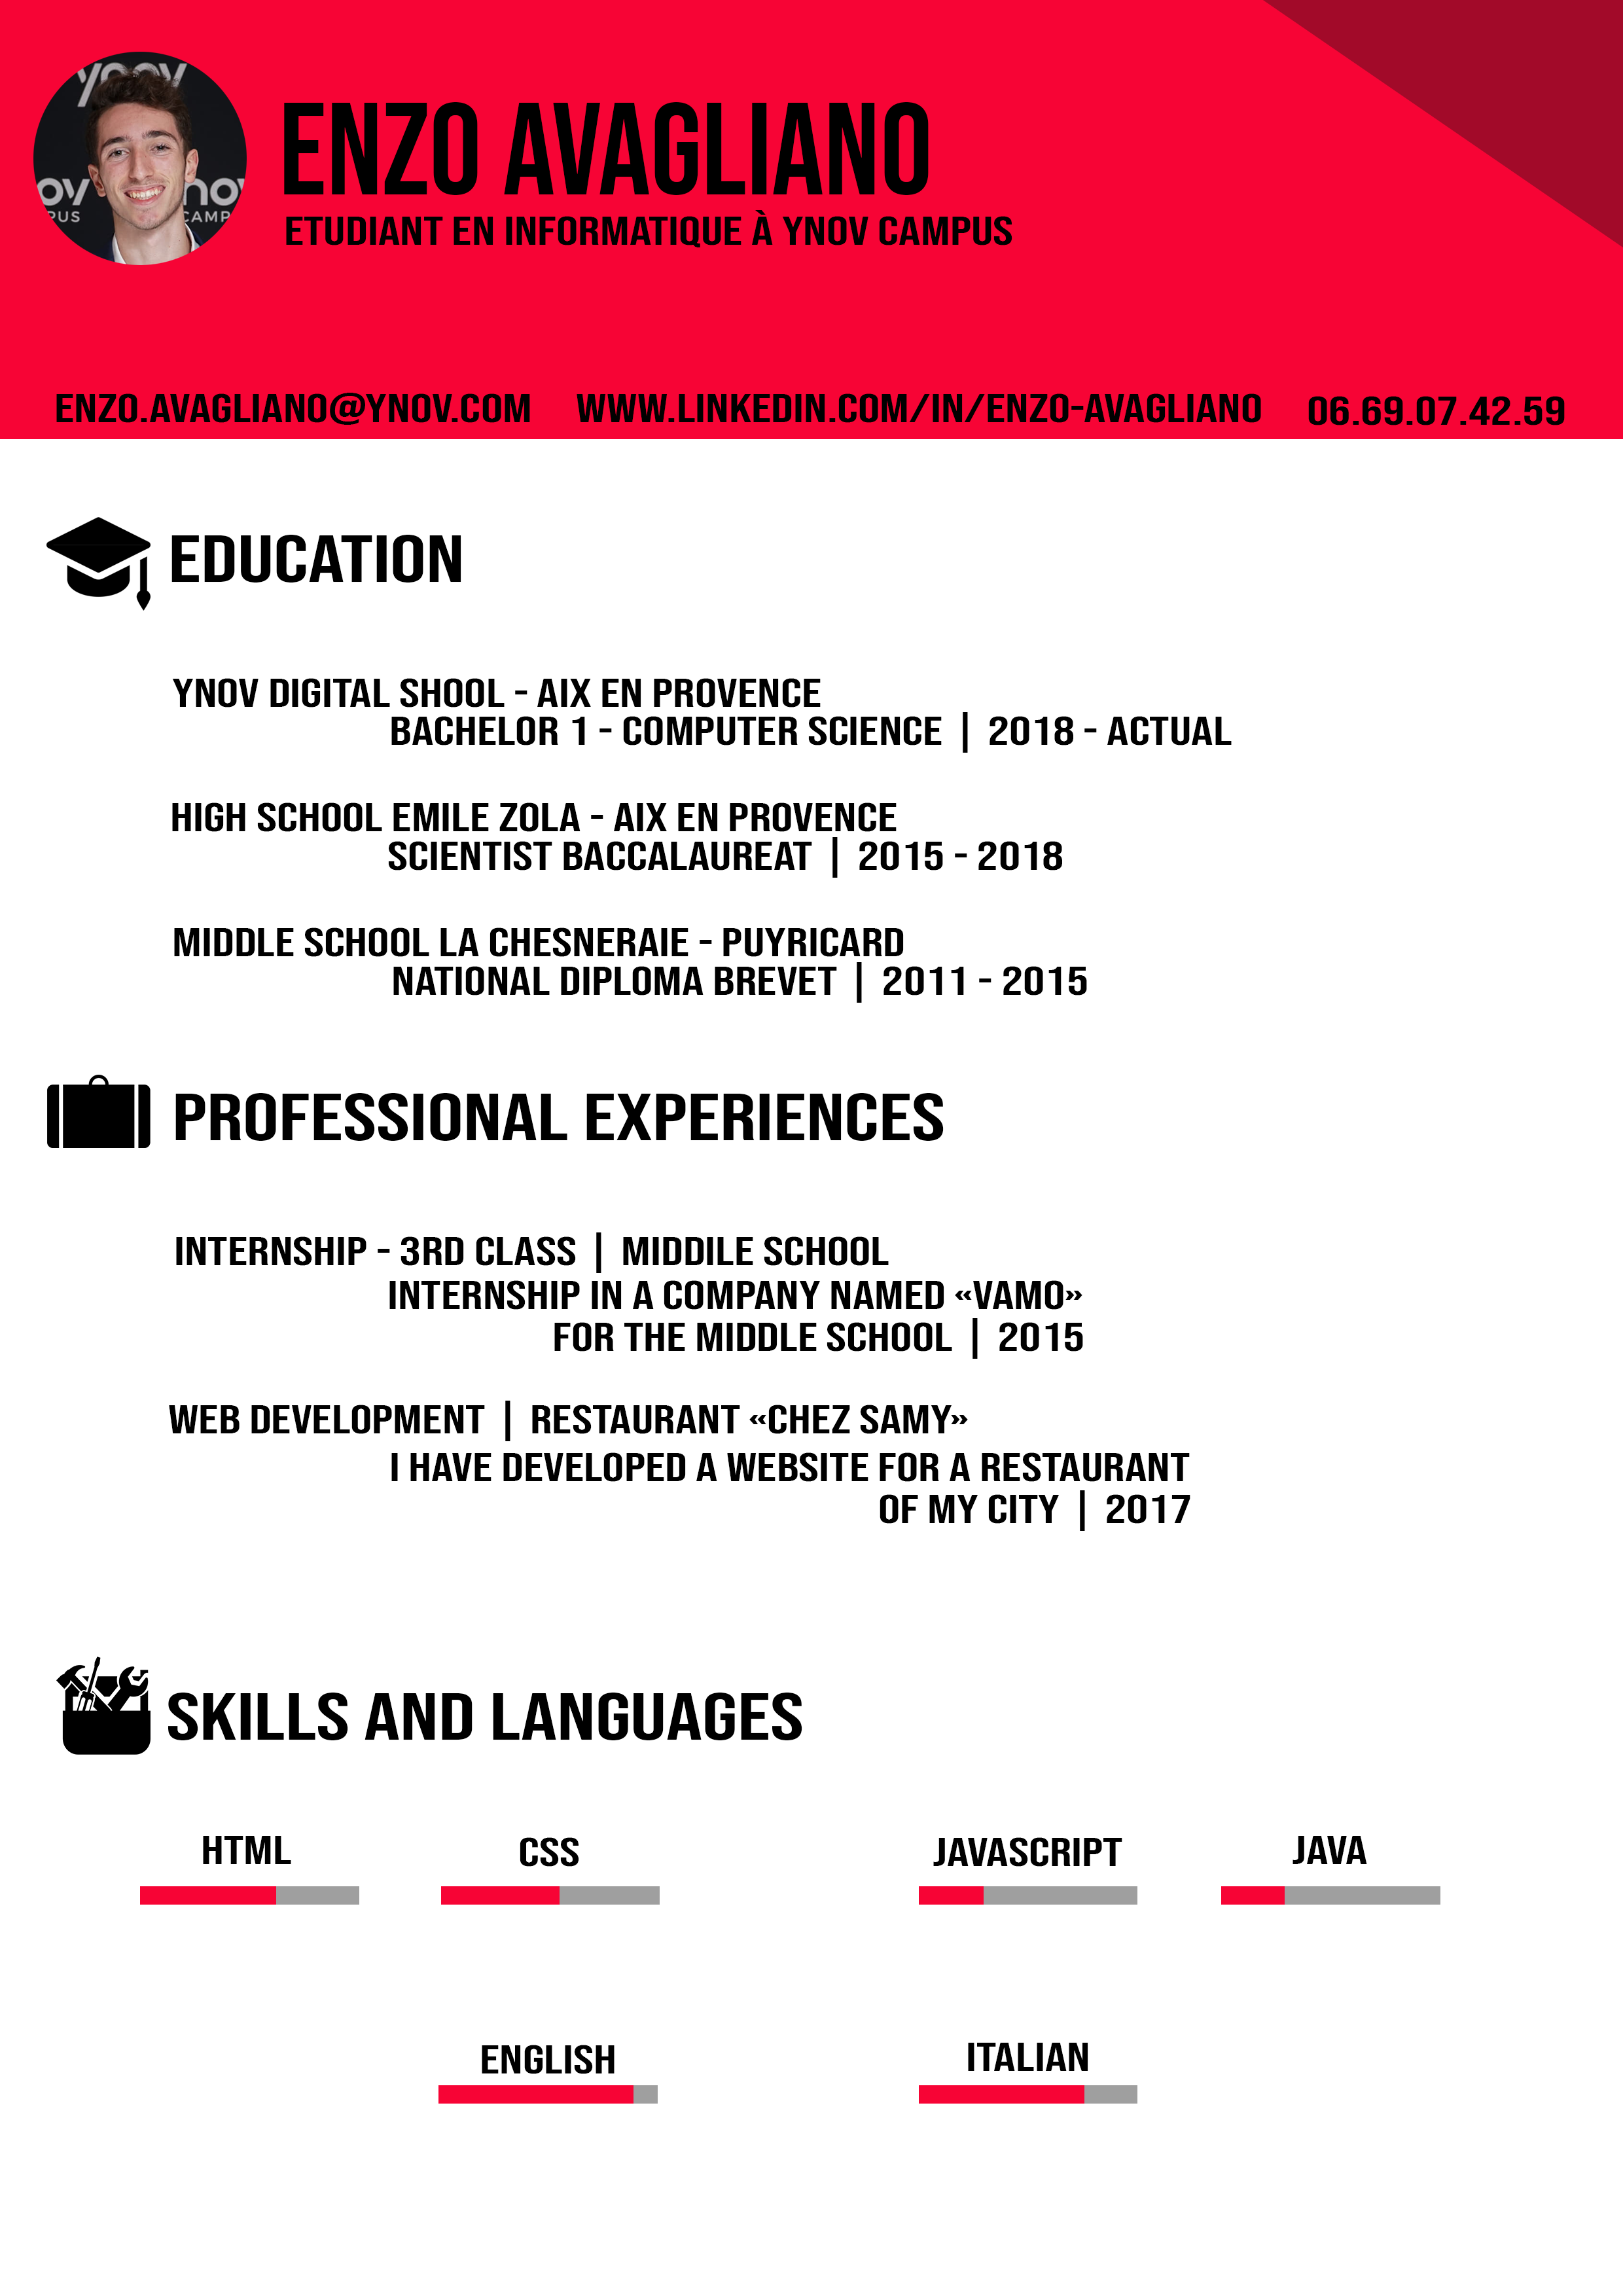 ynov
ov
nov
PUS
CAMP
ENZO AVAGLIANO
ETUDIANT EN INFORMATIQUE À YNOV CAMPUS
ENZO.AVAGLIANO@YNOV.COM WWW.LINKEDIN.COM/IN/ENZO-AVAGLIANO 06.69.07.42.59
EDUCATION
YNOV DIGITAL SHOOL - AIX EN PROVENCE
BACHELOR 1 - COMPUTER SCIENCE | 2018 - ACTUAL
HIGH SCHOOL EMILE ZOLA - AIX EN PROVENCE
SCIENTIST BACCALAUREAT | 2015 - 2018
MIDDLE SCHOOL LA CHESNERAIE - PUYRICARD
NATIONAL DIPLOMA BREVET | 2011 - 2015
PROFESSIONAL EXPERIENCES
INTERNSHIP - 3RD CLASS | MIDDILE SCHOOL
INTERNSHIP IN A COMPANY NAMED «VAMO»
FOR THE MIDDLE SCHOOL | 2015
WEB DEVELOPMENT | RESTAURANT «CHEZ SAMY»
I HAVE DEVELOPED A WEBSITE FOR A RESTAURANT
OF MY CITY | 2017
SKILLS AND LANGUAGES
HTML CSS JAVASCRIPT JAVA
ENGLISH ITALIAN